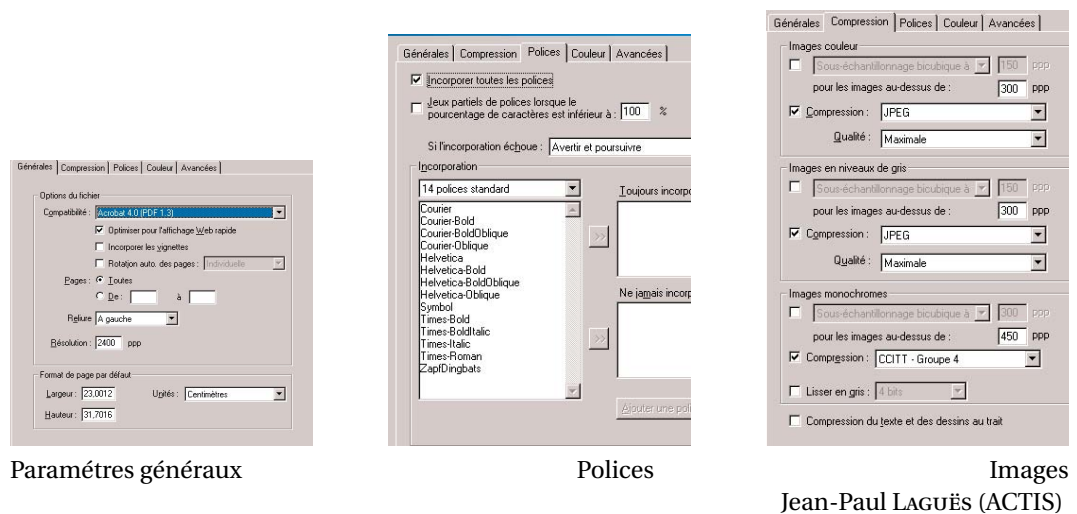 Générales Compression Polices Couleur Avancées
Options du fichier
Compatibilité : Acrobat 4.0 (PDF 1.3)
Optimiser pour l'affichage Web rapide
Incorporer les vignettes
Rotation auto. des pages : Individuelle
Pages : Toutes
De : à
Reliure A gauche
Résolution : 2400 ppp
Format de page par défaut
Largeur : 23,0012 Unités : Centimètres
Hauteur : 31,7016
Paramétres généraux
Générales Compression Polices Couleur Avancées
Incorporer toutes les polices
Jeux partiels de polices lorsque le
pourcentage de caractères est inférieur à : 100 %
Si l'incorporation échoue : Avertir et poursuivre
Incorporation
14 polices standard
Toujours incorpo
Courier
Courier-Bold
Courier-BoldOblique
Courier-Oblique
Helvetica
Helvetica-Bold
Helvetica-BoldOblique
Helvetica-Oblique
Symbol
Times-Bold
Times-BoldItalic
Times-Italic
Times-Roman
ZapfDingbats
>>
Ne jamais incorp
>>
Ajouter une poli
Polices
Générales Compression Polices Couleur Avancées
Images couleur
Sous-échantillonnage bicubique à 150 ppp
pour les images au-dessus de : 300 ppp
Compression : JPEG
Qualité : Maximale
Images en niveaux de gris
Sous-échantillonnage bicubique à 150 ppp
pour les images au-dessus de : 300 ppp
Compression : JPEG
Qualité : Maximale
Images monochromes
Sous-échantillonnage bicubique à 300 ppp
pour les images au-dessus de : 450 ppp
Compression : CCITT - Groupe 4
Lisser en gris : 4 bits
Compression du texte et des dessins au trait
Images
Jean-Paul LAGUËS (ACTIS)